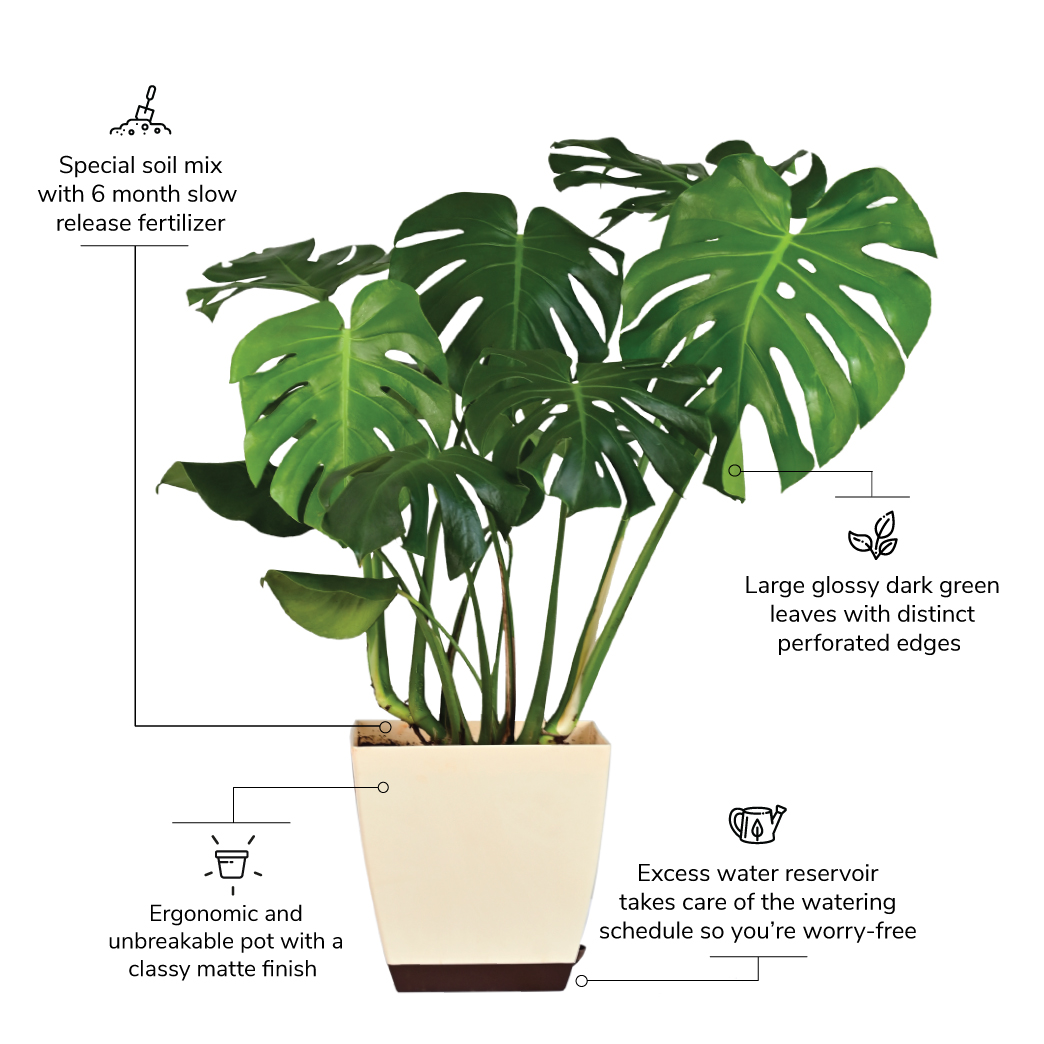 Special soil mix
with 6 month slow
release fertilizer
Large glossy dark green
leaves with distinct
perforated edges
Excess water reservoir
takes care of the watering
schedule so you’re worry-free
Ergonomic and
unbreakable pot with a
classy matte finish